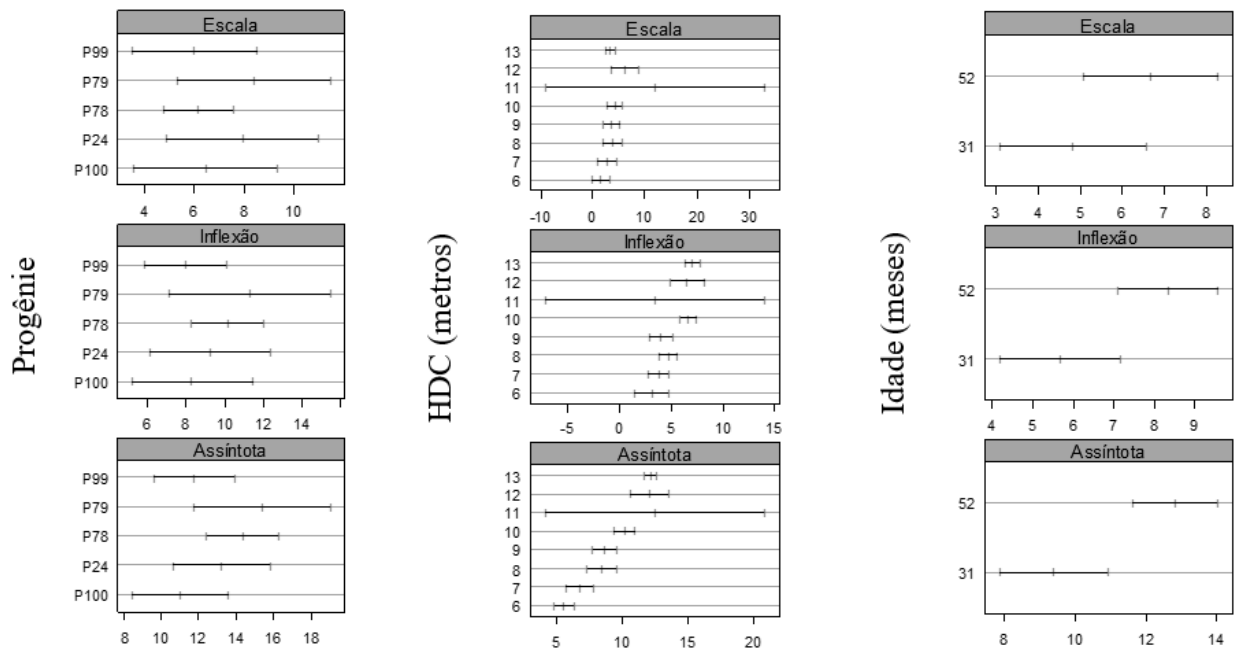 Progênie
Escala
P99
P79
P78
P24
P100
4 6 8 10
Inflexão
P99
P79
P78
P24
P100
6 8 10 12 14
Assíntota
P99
P79
P78
P24
P100
8 10 12 14 16 18
HDC (metros)
Escala
13
12
11
10
9
8
7
6
-10 0 10 20 30
Inflexão
13
12
11
10
9
8
7
6
-5 0 5 10 15
Assíntota
13
12
11
10
9
8
7
6
5 10 15 20
Idade (meses)
Escala
52
31
3 4 5 6 7 8
Inflexão
52
31
4 5 6 7 8 9
Assíntota
52
31
8 10 12 14